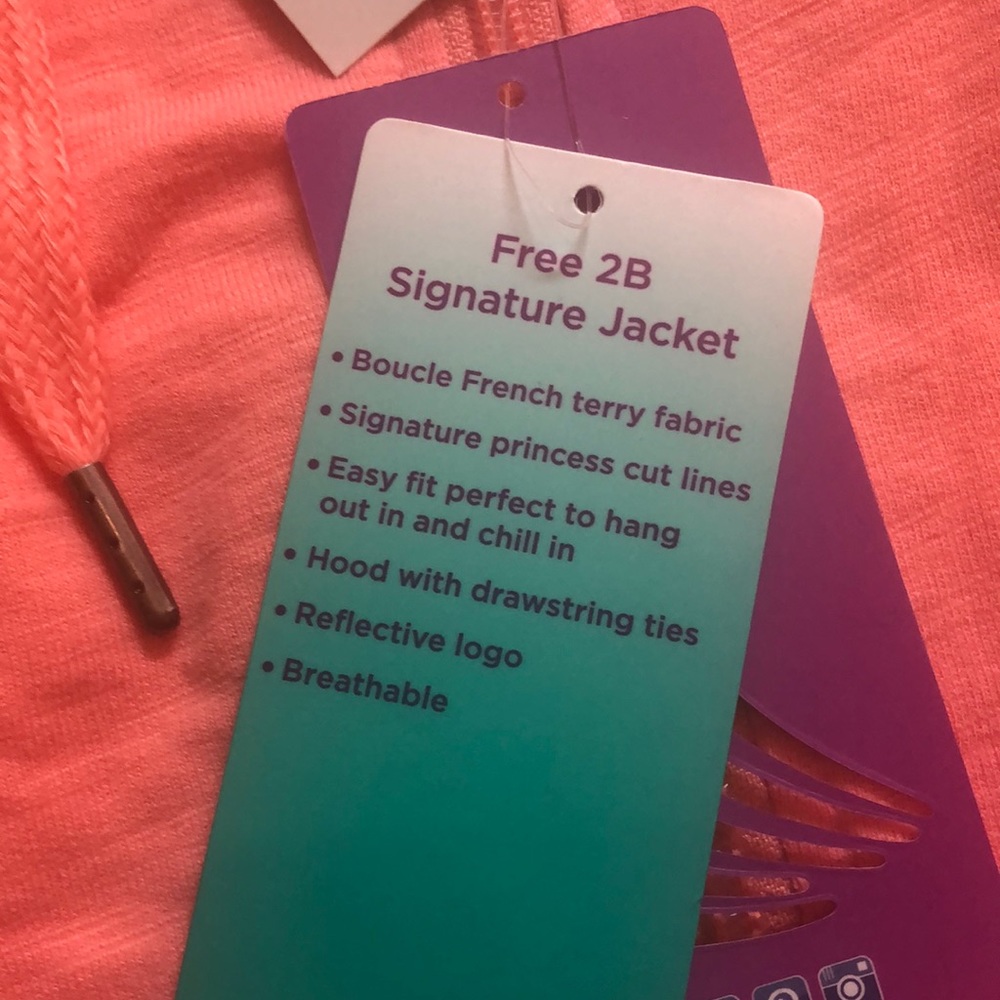 Free 2B
Signature Jacket
• Boucle French terry fabric
• Signature princess cut lines
• Easy fit perfect to hang
out in and chill in
• Hood with drawstring ties
• Reflective logo
• Breathable